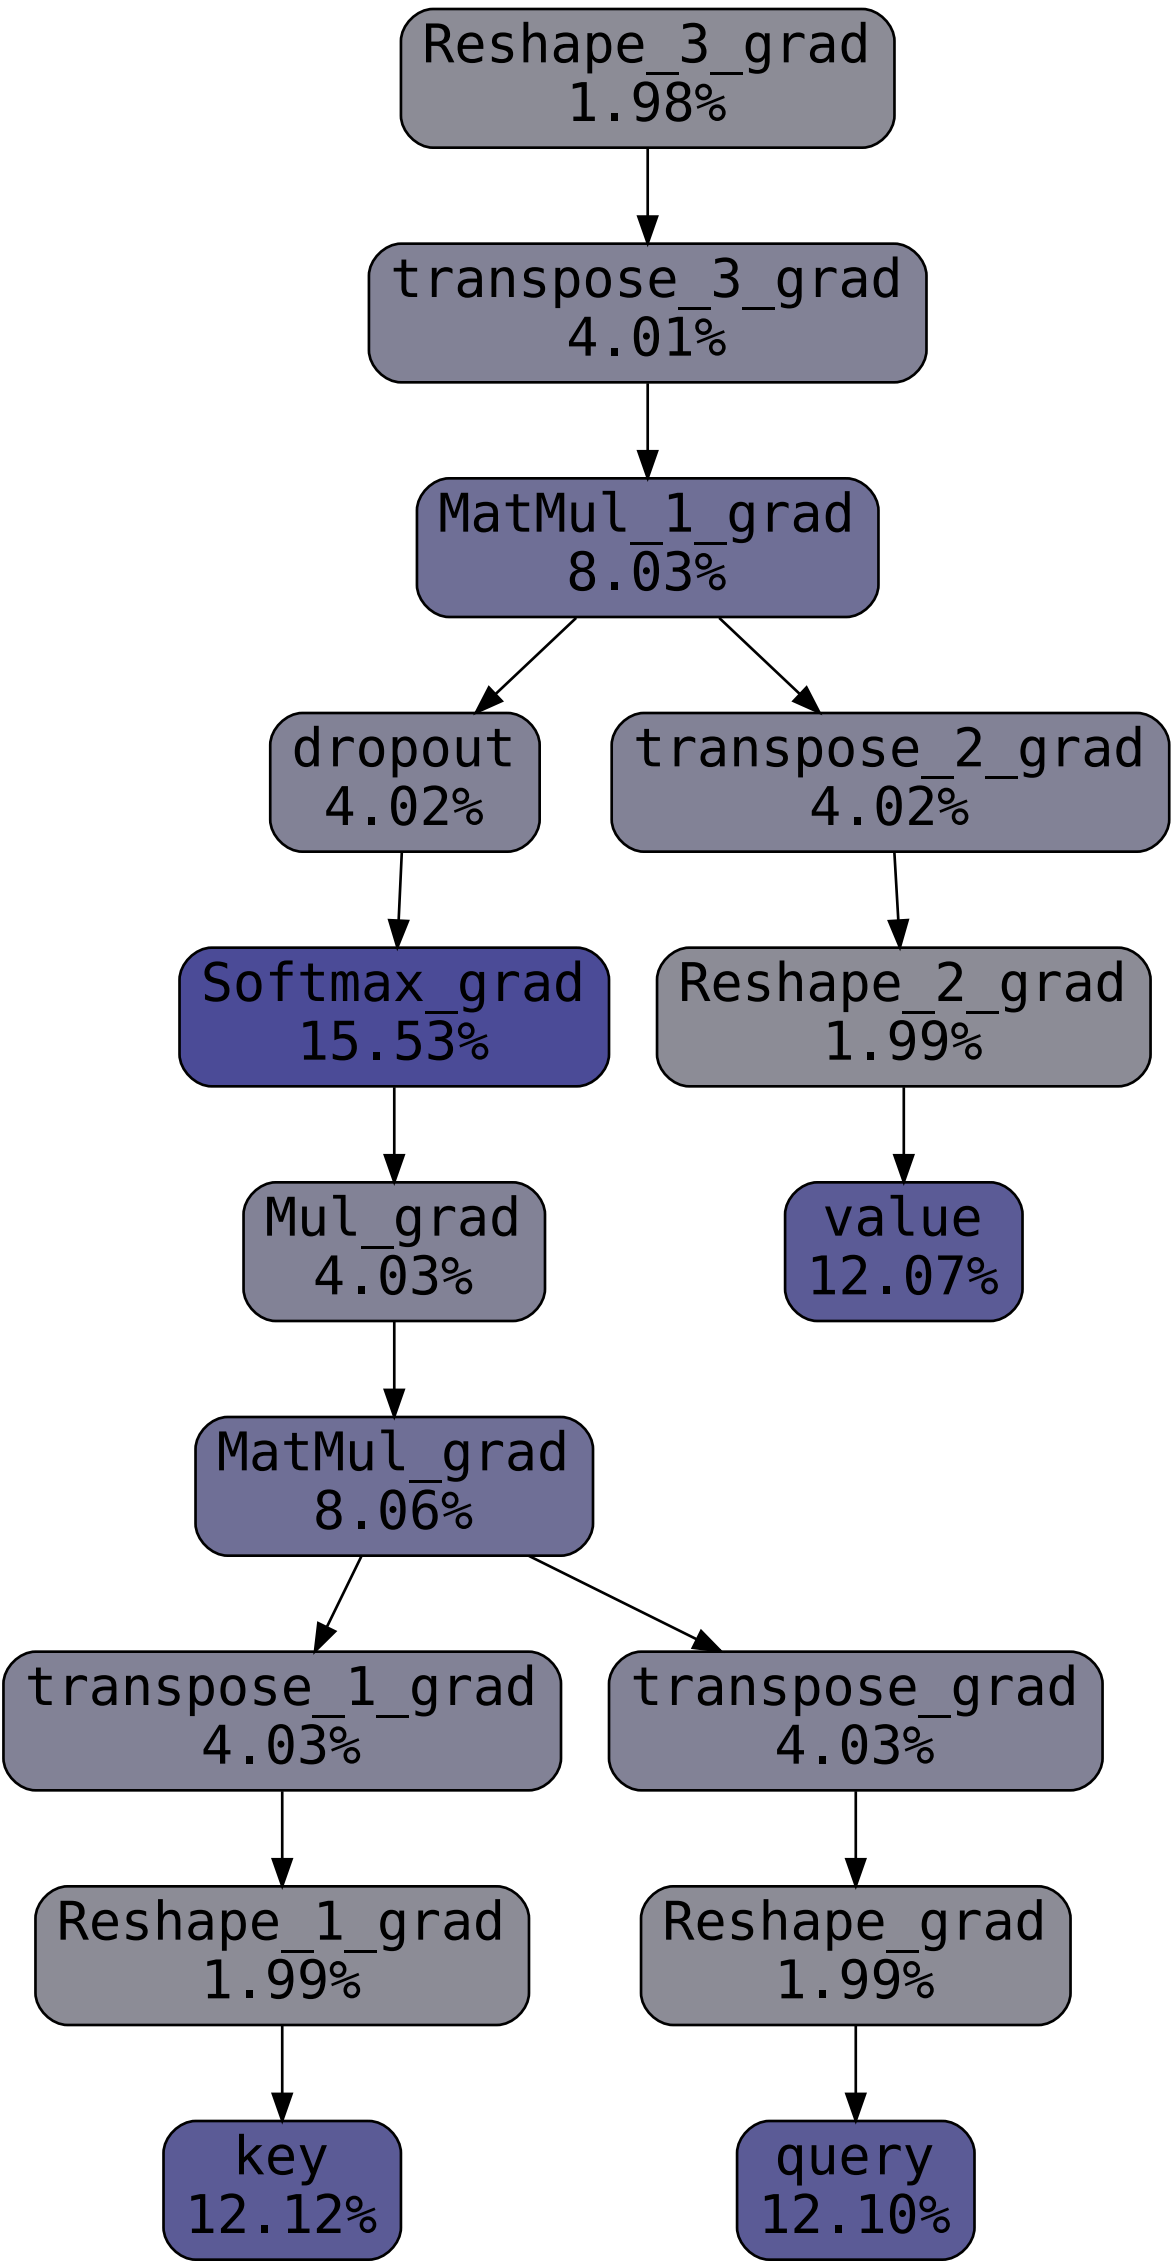 Reshape_3_grad
1.98%
transpose_3_grad
4.01%
MatMul_1_grad
8.03%
dropout
4.02%
transpose_2_grad
4.02%
Softmax_grad
15.53%
Reshape_2_grad
1.99%
Mul_grad
4.03%
value
12.07%
MatMul_grad
8.06%
transpose_1_grad
4.03%
transpose_grad
4.03%
Reshape_1_grad
1.99%
Reshape_grad
1.99%
key
12.12%
query
12.10%